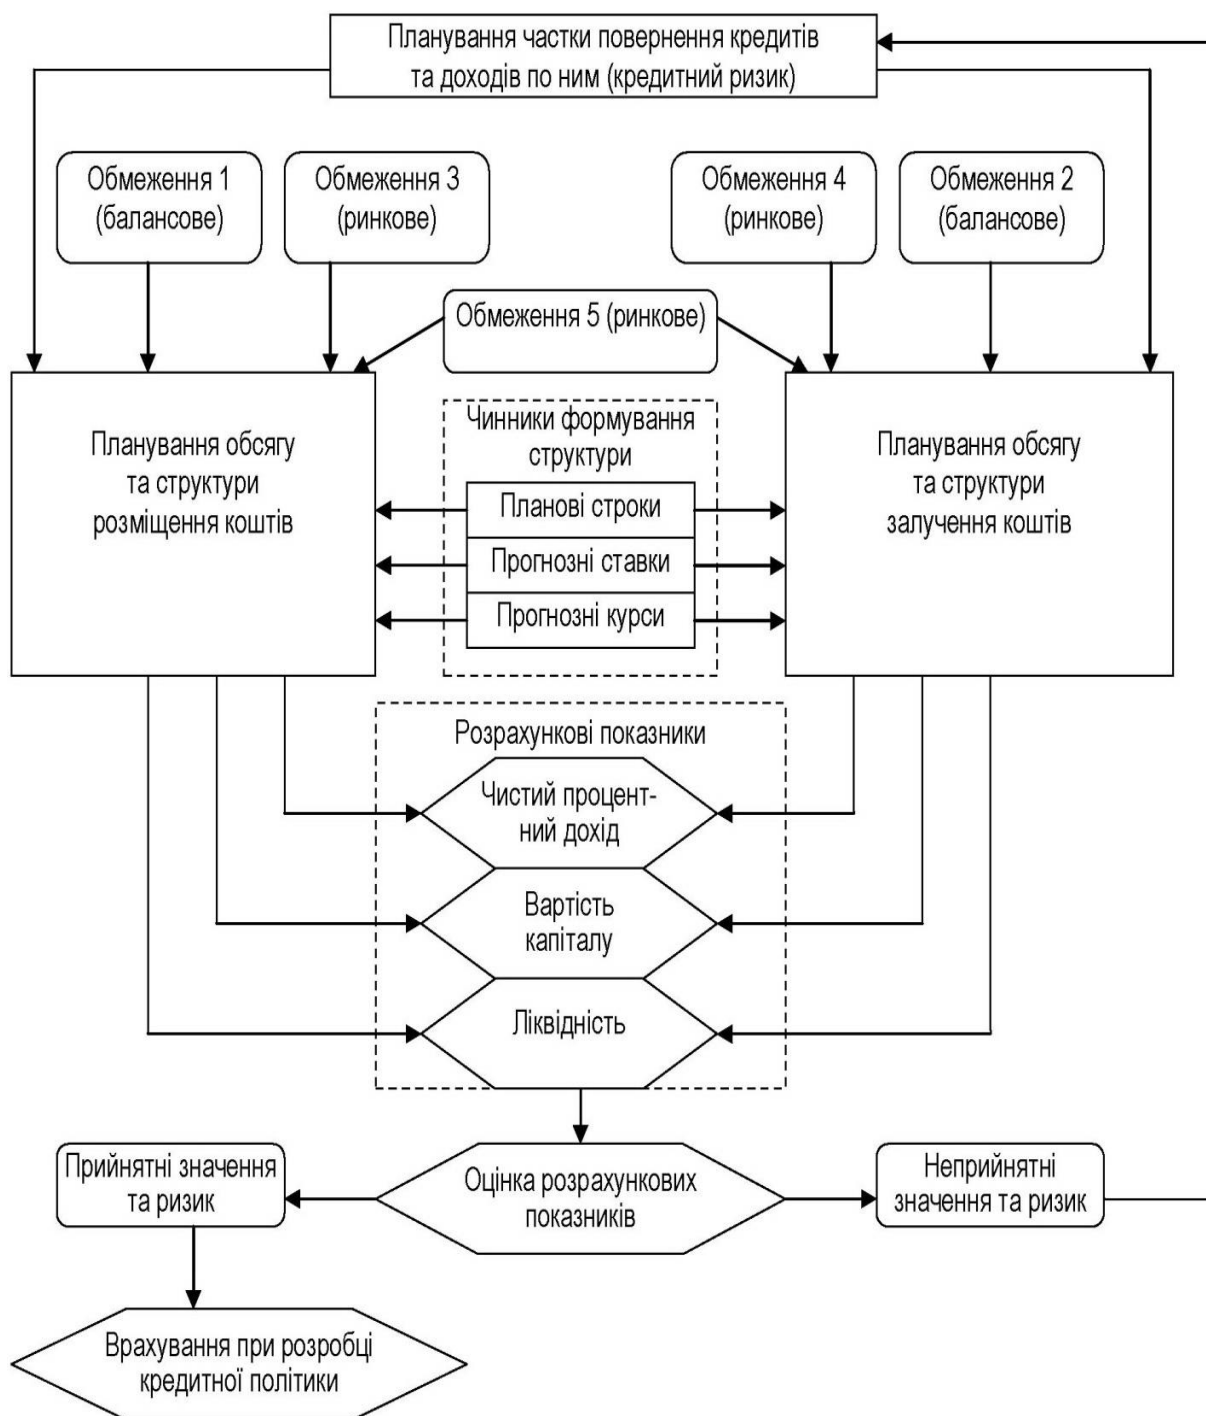 Планування частки повернення кредитів
та доходів по ним (кредитний ризик)
Обмеження 1
(балансове)
Обмеження 3
(ринкове)
Обмеження 4
(ринкове)
Обмеження 2
(балансове)
Обмеження 5 (ринкове)
Планування обсягу
та структури
розміщення коштів
Чинники формування
структури
Планові строки
Прогнозні ставки
Прогнозні курси
Планування обсягу
та структури
залучення коштів
Розрахункові показники
Чистий процент-
ний дохід
Вартість
капіталу
Ліквідність
Прийнятні значення
та ризик
Оцінка розрахункових
показників
Неприйнятні
значення та ризик
Врахування при розробці
кредитної політики